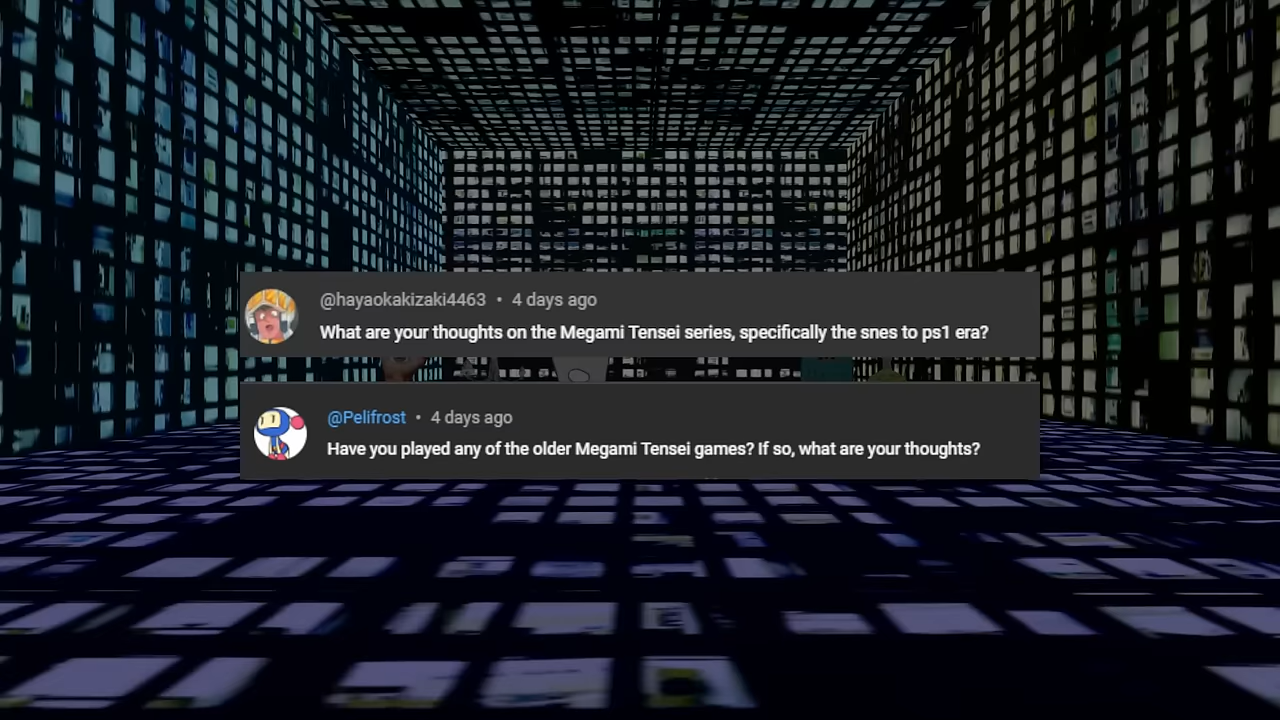 @hayaokakizaki4463 • 4 days ago
What are your thoughts on the Megami Tensei series, specifically the snes to ps1 era?
@Pelifrost • 4 days ago
Have you played any of the older Megami Tensei games? If so, what are your thoughts?